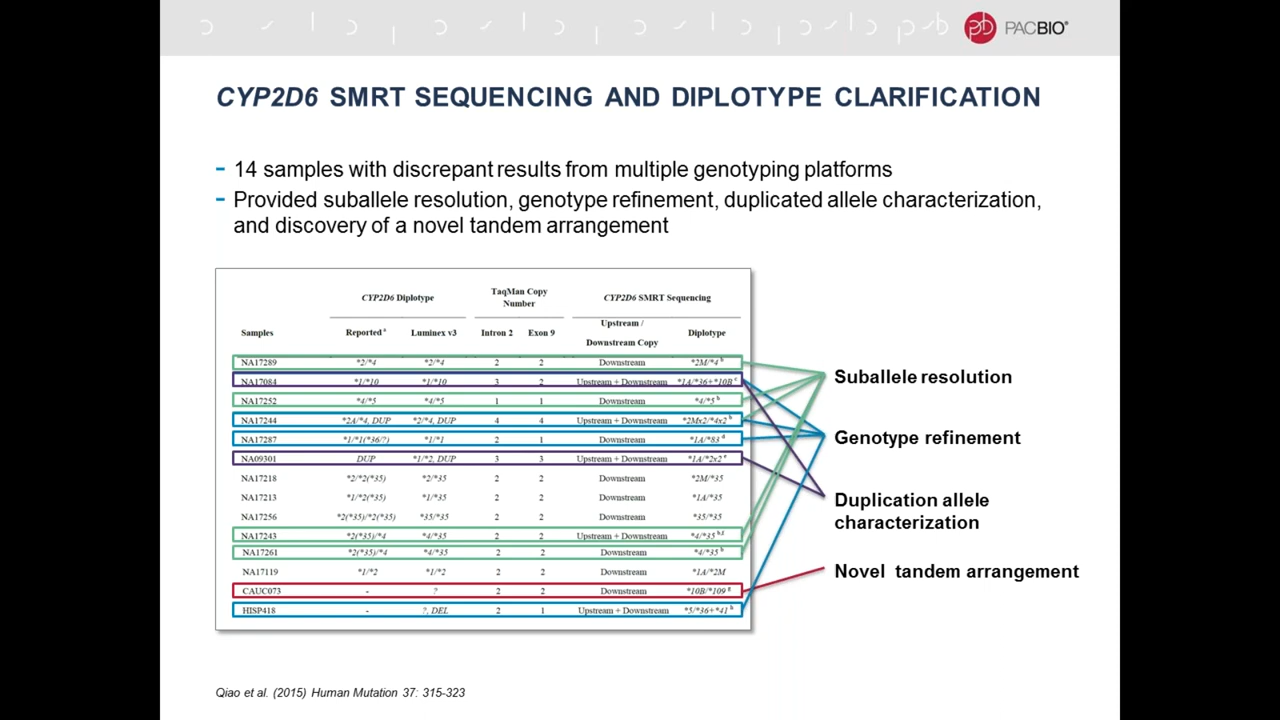 PACBIO®
CYP2D6 SMRT SEQUENCING AND DIPLOTYPE CLARIFICATION
- 14 samples with discrepant results from multiple genotyping platforms
- Provided suballele resolution, genotype refinement, duplicated allele characterization,
and discovery of a novel tandem arrangement
CYP2D6 Diplotype TaqMan Copy Number CYP2D6 SMRT Sequencing
Samples Reported a Luminex v3 Intron 2 Exon 9 Upstream / Downstream Copy Diplotype
NA17289 *2/*4 *2/*4 2 2 Downstream *2M/*4 b
NA17084 *1/*10 *1/*10 3 2 Upstream + Downstream *1A/*36+*10B c
NA17252 *4/*5 *4/*5 1 1 Downstream *4/*5 b
NA17244 *2A/*4, DUP *2/*4, DUP 4 4 Upstream + Downstream *2Mx2/*4x2 b
NA17287 *1/*1(*36/?) *1/*1 2 1 Downstream *1A/*83 d
NA09301 DUP *1/*2, DUP 3 3 Upstream + Downstream *1A/*2x2 e
NA17218 *2/*2(*35) *2/*35 2 2 Downstream *2M/*35
NA17213 *1/*2(*35) *1/*35 2 2 Downstream *1A/*35
NA17256 *2(*35)/*2(*35) *35/*35 2 2 Downstream *35/*35
NA17243 *2(*35)/*4 *4/*35 2 2 Upstream + Downstream *4/*35
NA17261 *2(*35)/*4 *4/*35 2 2 Downstream *4/*35 b
NA17119 *1/*2 *1/*2 2 2 Downstream *1A/*2M
CAUC073 - ? 2 2 Downstream *10B/*109 g
HISP418 - ?, DEL 2 1 Upstream + Downstream *5/*36+*41
Suballele resolution
Genotype refinement
Duplication allele
characterization
Novel tandem arrangement
Qiao et al. (2015) Human Mutation 37: 315-323